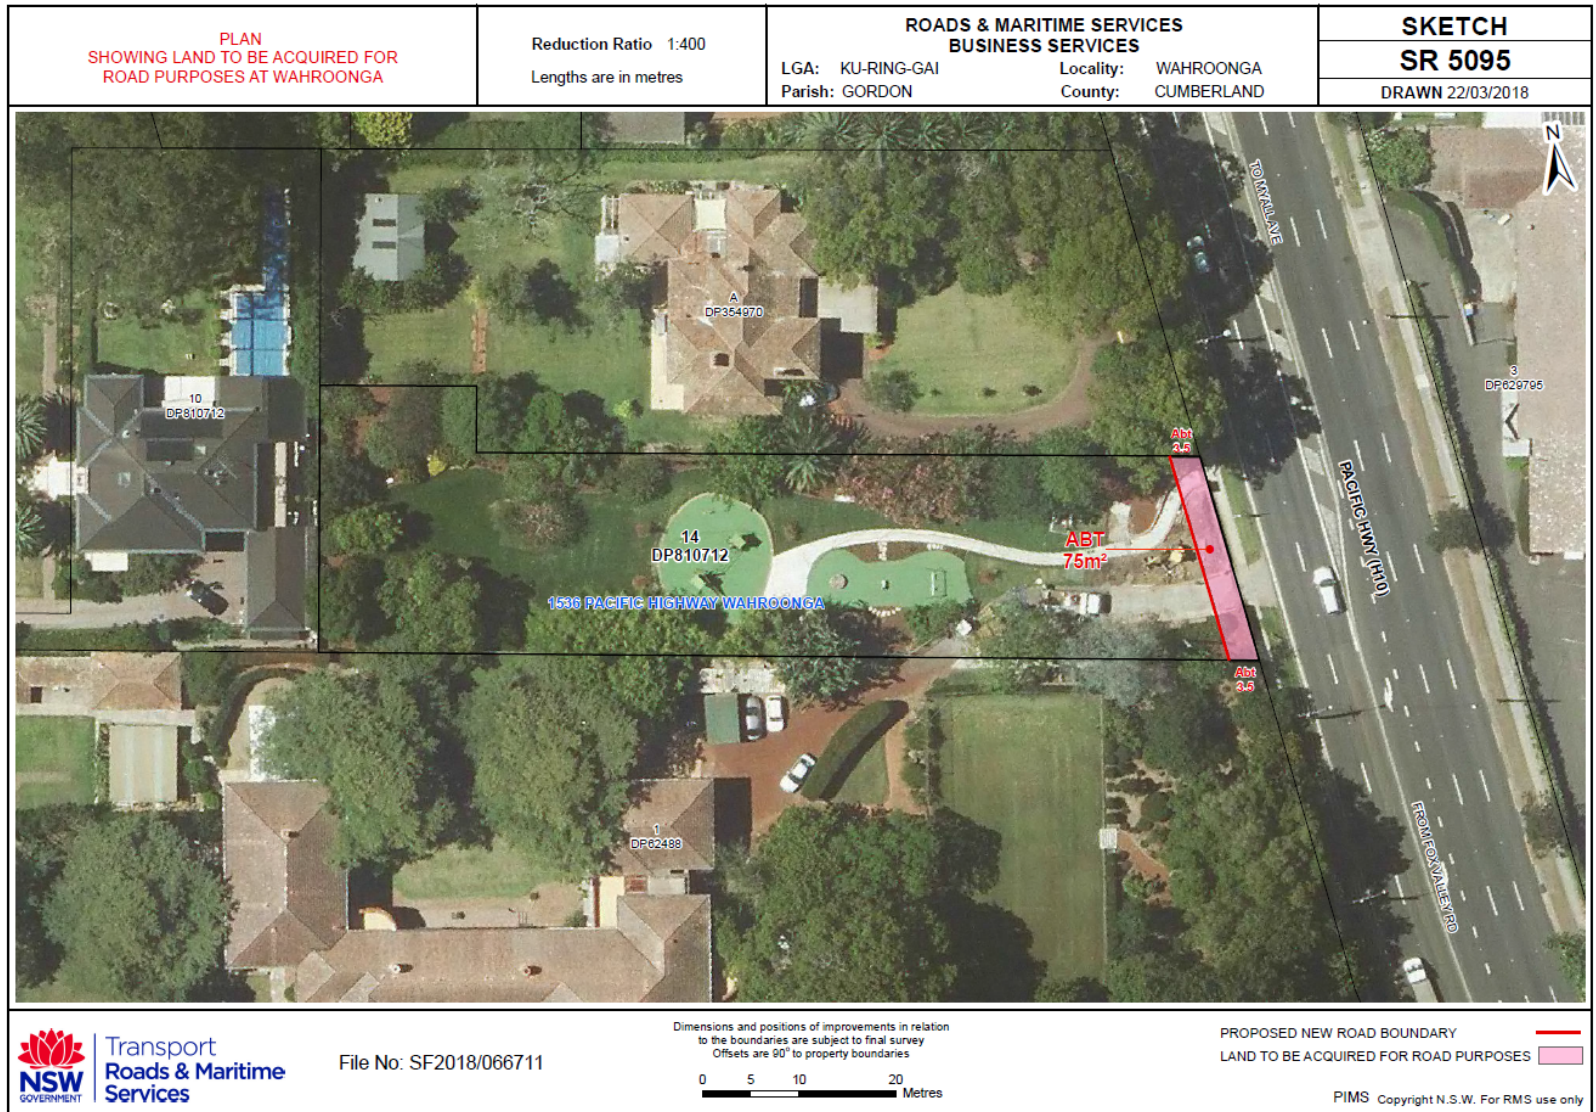 PLAN
SHOWING LAND TO BE ACQUIRED FOR
ROAD PURPOSES AT WAHROONGA
Reduction Ratio 1:400
Lengths are in metres
ROADS & MARITIME SERVICES
BUSINESS SERVICES
LGA: KU-RING-GAI Locality: WAHROONGA
Parish: GORDON County: CUMBERLAND
SKETCH
SR 5095
DRAWN 22/03/2018
N
TO MYALL AVE
A
DP354970
10
DP810712
3
DP629795
Abt
3.5
PACIFIC HWY (H10)
14
DP810712
ABT
75m²
1536 PACIFIC HIGHWAY WAHROONGA
Abt
3.5
1
DP62488
FROM FOX VALLEY RD
NSW
GOVERNMENT
Transport
Roads & Maritime
Services
File No: SF2018/066711
Dimensions and positions of improvements in relation
to the boundaries are subject to final survey
Offsets are 90° to property boundaries
0 5 10 20
Metres
PROPOSED NEW ROAD BOUNDARY
LAND TO BE ACQUIRED FOR ROAD PURPOSES
PIMS Copyright N.S.W. For RMS use only